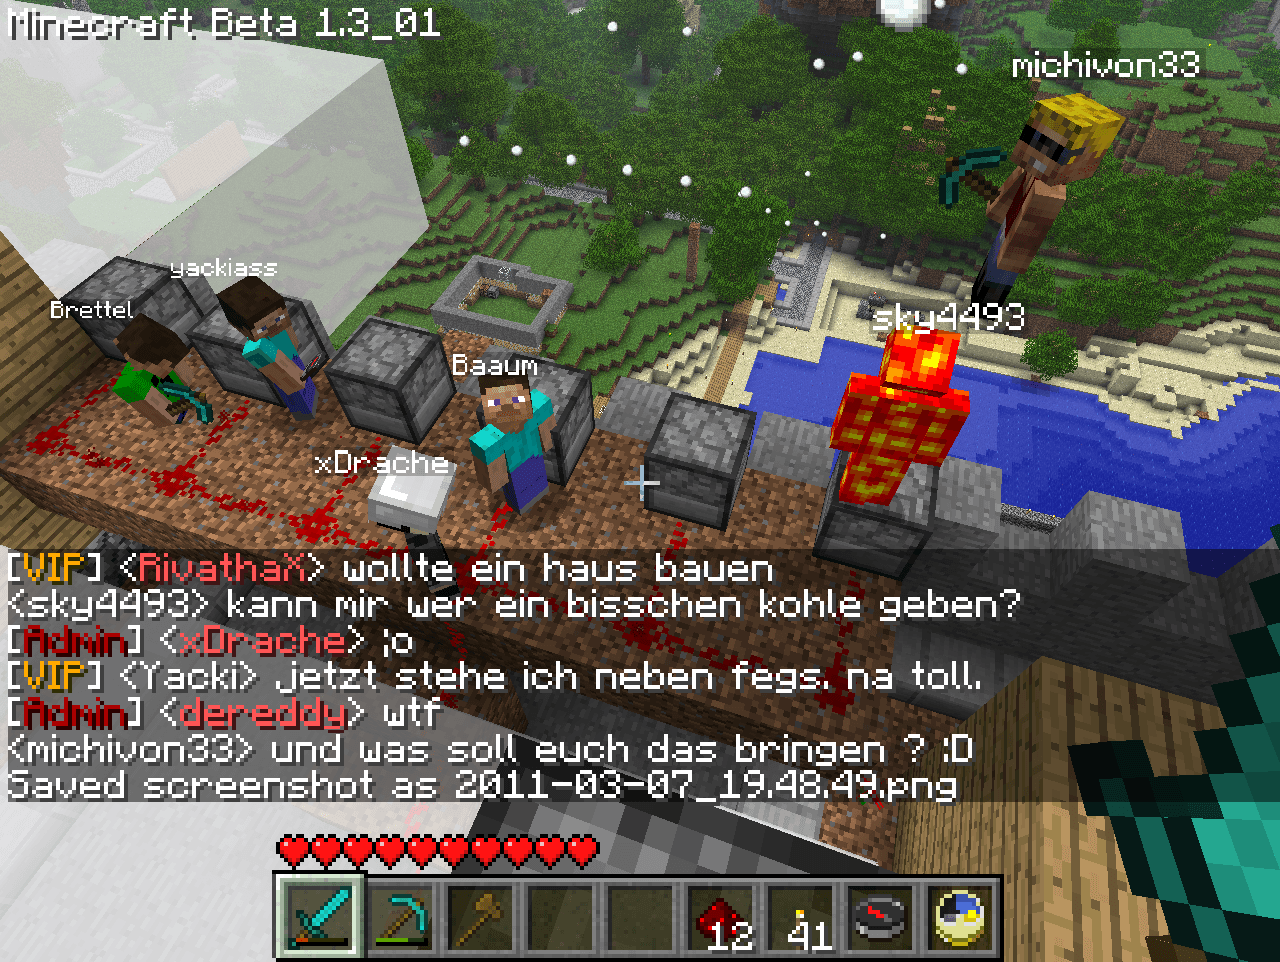 Minecraft Beta 1.3_01
michivon33
yackiass
Brettel
sky4493
Baaum
xDrache
[VIP] <RivathaX> wollte ein haus bauen
<sky4493> kann mir wer ein bisschen kohle geben?
[Admin] <xDrache> ;o
[VIP] <Yacki> jetzt stehe ich neben fegs, na toll.
[Admin] <dereddy> wtf
<michivon33> und was soll euch das bringen ? :D
Saved screenshot as 2011-03-07_19.48.49.png
12 41